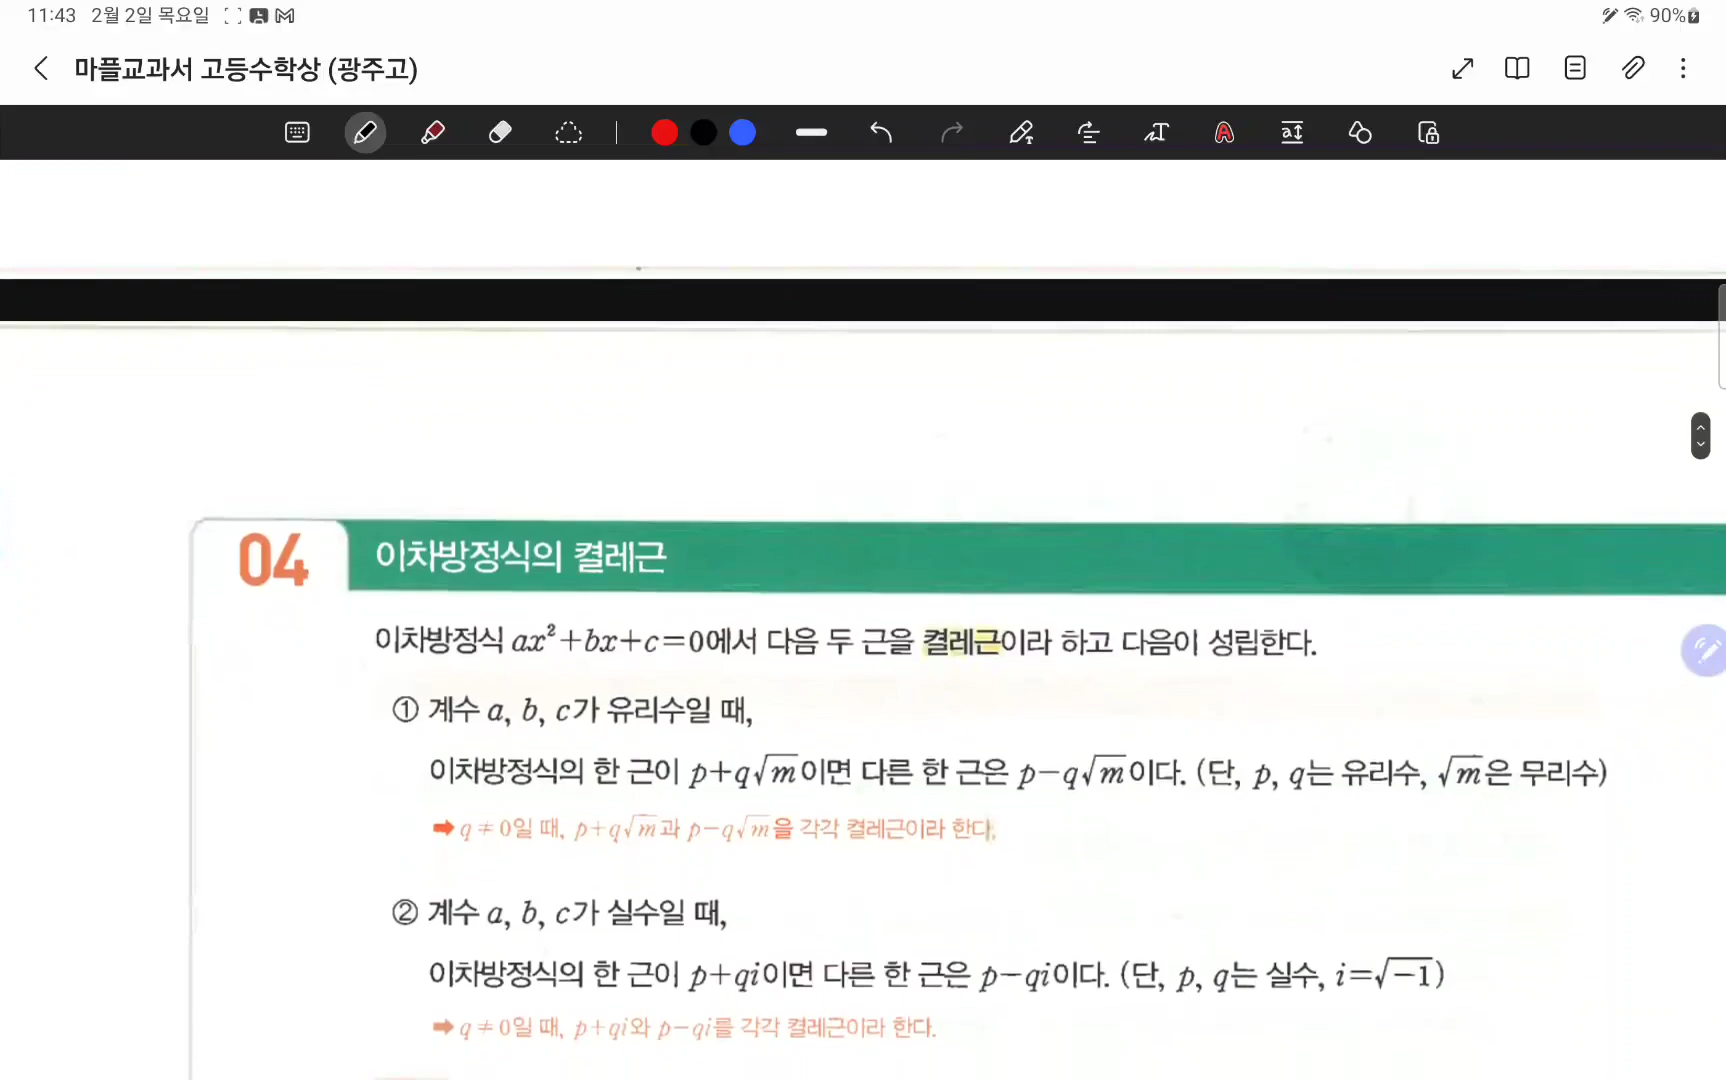 11:43 2월 2일 목요일
90%
마플교과서 고등수학상 (광주고)
04 이차방정식의 켤레근
이차방정식 ax²+bx+c=0에서 다음 두 근을 켤레근이라 하고 다음이 성립한다.
① 계수 a, b, c가 유리수일 때,
이차방정식의 한 근이 p+q√m이면 다른 한 근은 p−q√m이다. (단, p, q는 유리수, √m은 무리수)
➡ q≠0일 때, p+q√m과 p−q√m을 각각 켤레근이라 한다.
② 계수 a, b, c가 실수일 때,
이차방정식의 한 근이 p+qi이면 다른 한 근은 p−qi이다. (단, p, q는 실수, i=√−1)
➡ q≠0일 때, p+qi와 p−qi를 각각 켤레근이라 한다.